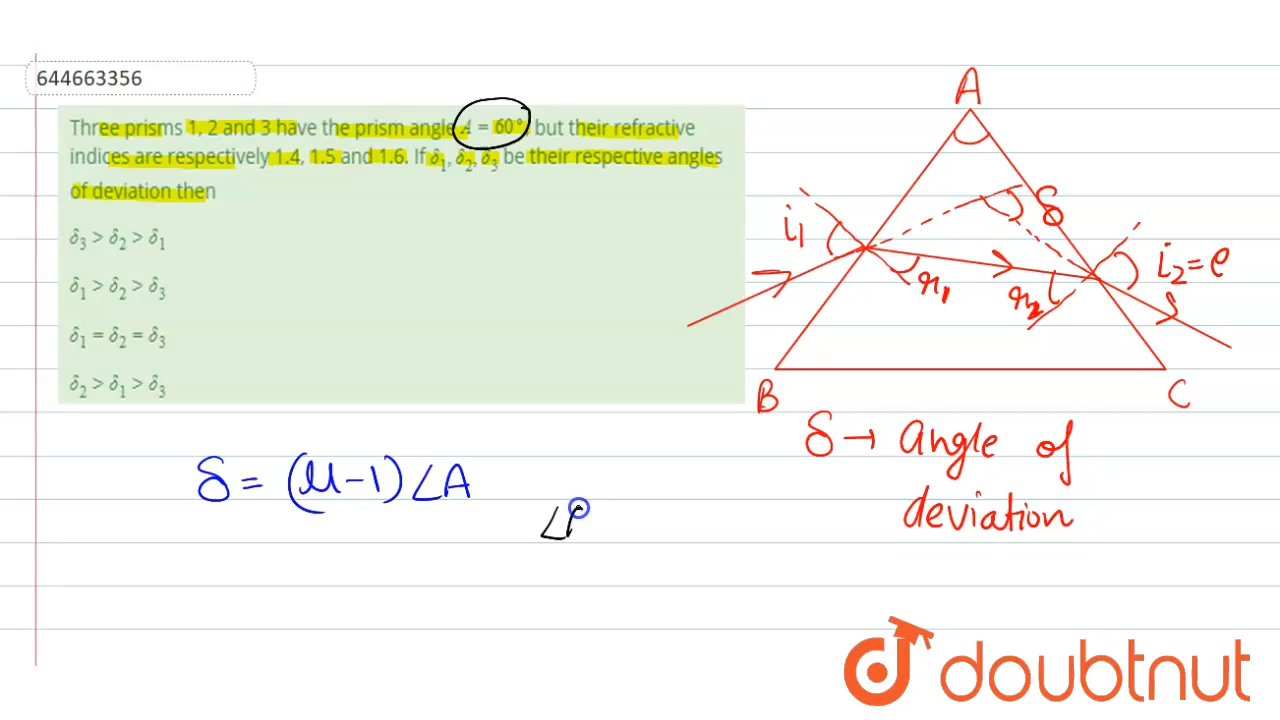 644663356
Three prisms 1, 2 and 3 have the prism angle A = 60°, but their refractive
indices are respectively 1.4, 1.5 and 1.6. If δ₁, δ₂, δ₃ be their respective angles
of deviation then
δ₃ > δ₂ > δ₁
δ₁ > δ₂ > δ₃
δ₁ = δ₂ = δ₃
δ₂ > δ₁ > δ₃
A
δ
i₁
r₁
r₂
i₂=e
B
C
δ → Angle of
deviation
δ = (μ-1)∠A
doubtnut